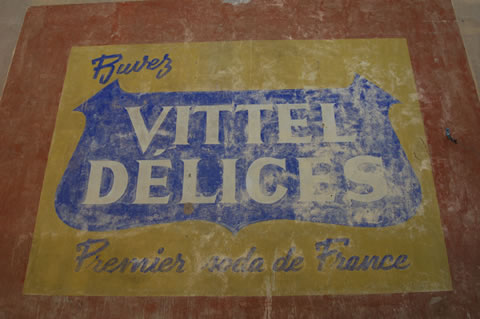 Buvez
VITTEL
DÉLICES
Premier soda de France